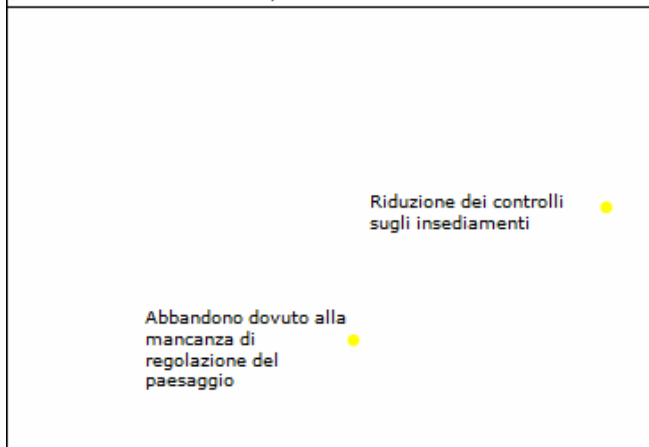 Riduzione dei controlli
sugli insediamenti
Abbandono dovuto alla
mancanza di
regolazione del
paesaggio